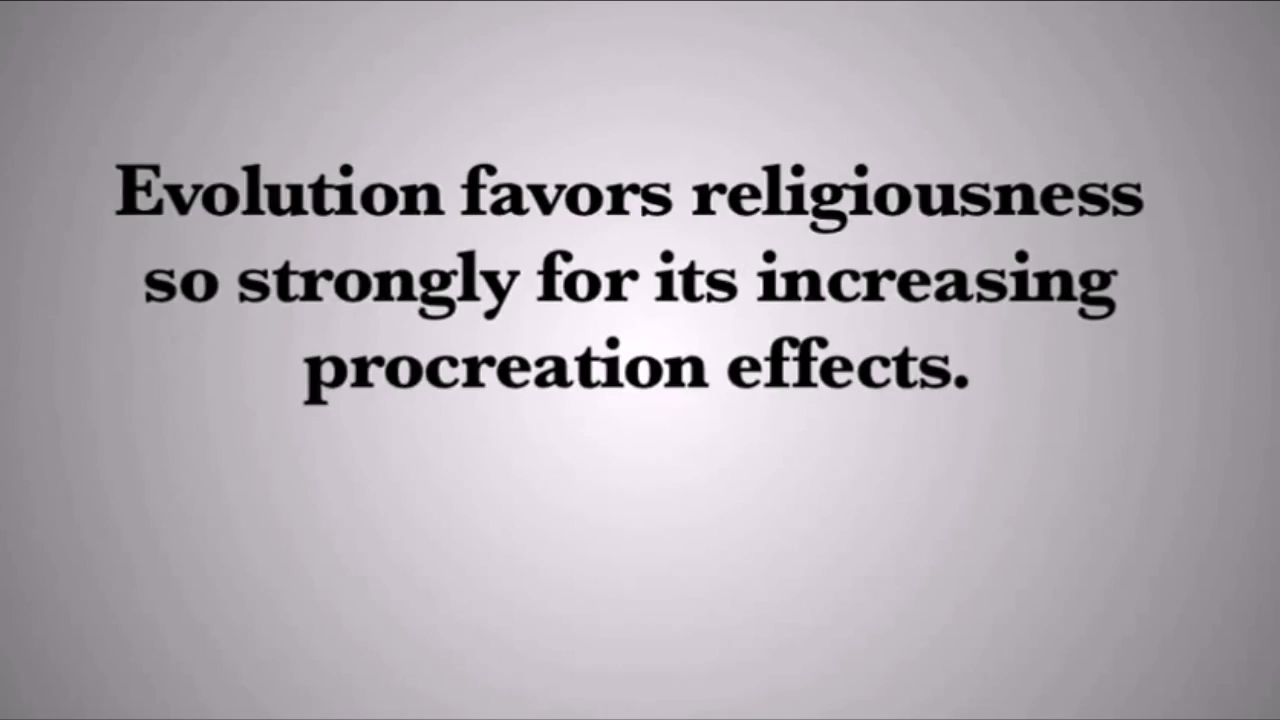 Evolution favors religiousness
so strongly for its increasing
procreation effects.